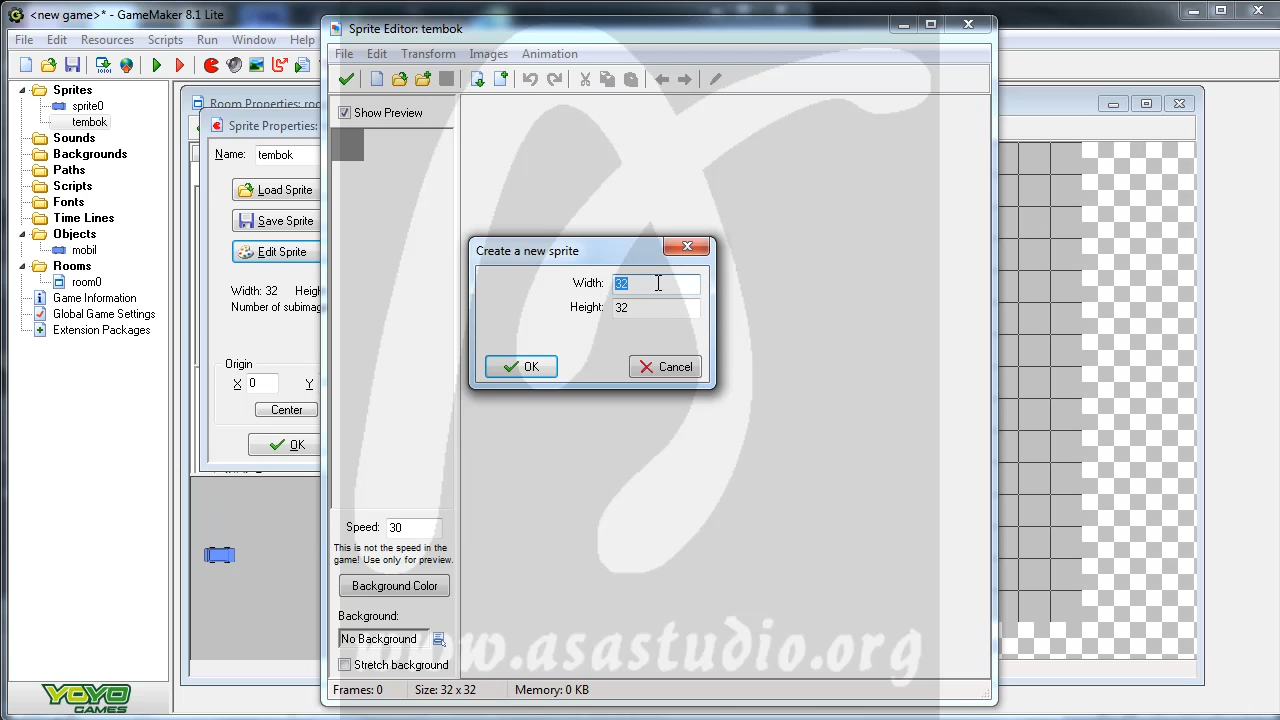 <new game>* - GameMaker 8.1 Lite
File Edit Resources Scripts Run Window Help
Sprites
sprite0
tembok
Sounds
Backgrounds
Paths
Scripts
Fonts
Time Lines
Objects
mobil
Rooms
room0
Game Information
Global Game Settings
Extension Packages
YOYO
GAMES
Room Properties:
Sprite Properties:
Name: tembok
Load Sprite
Save Sprite
Edit Sprite
Width: 32
Origin
X 0 Y
Center
OK
Sprite Editor: tembok
File Edit Transform Images Animation
Show Preview
Create a new sprite
Width: 32
Height: 32
OK Cancel
Speed: 30
This is not the speed in the
game! Use only for preview.
Background Color
Background:
No Background
Stretch background
Frames: 0 Size: 32 x 32 Memory: 0 KB
www.asastudio.org